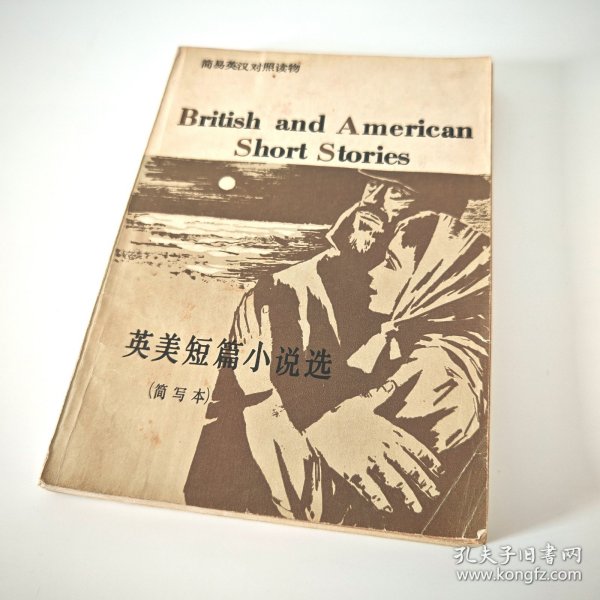 简易英汉对照读物
British and American
Short Stories
英美短篇小说选
(简写本)
孔夫子旧书网
www.kongfz.com